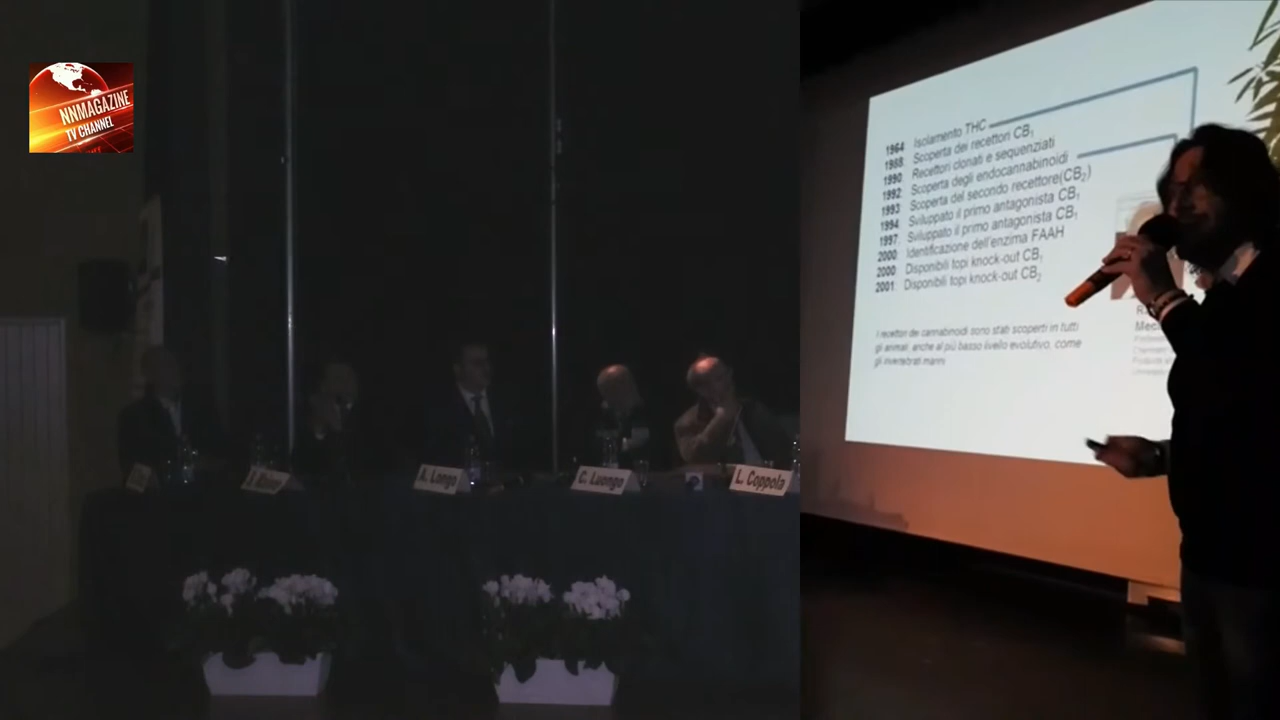 NNMAGAZINE
TV CHANNEL
A. Longo
C. Luongo
L. Coppola
1964: Isolamento THC
1988: Scoperta dei recettori CB1
1990: Recettori clonati e sequenziati
1992: Scoperta degli endocannabinoidi
1993: Scoperta del secondo recettore(CB2)
1994: Sviluppato il primo antagonista CB1
1997: Sviluppato il primo antagonista CB1
2000: Identificazione dell'enzima FAAH
2000: Disponibili topi knock-out CB1
2001: Disponibili topi knock-out CB2
I recettori dei cannabinoidi sono stati scoperti in tutti
gli animali, anche al più basso livello evolutivo, come
gli invertebrati marini